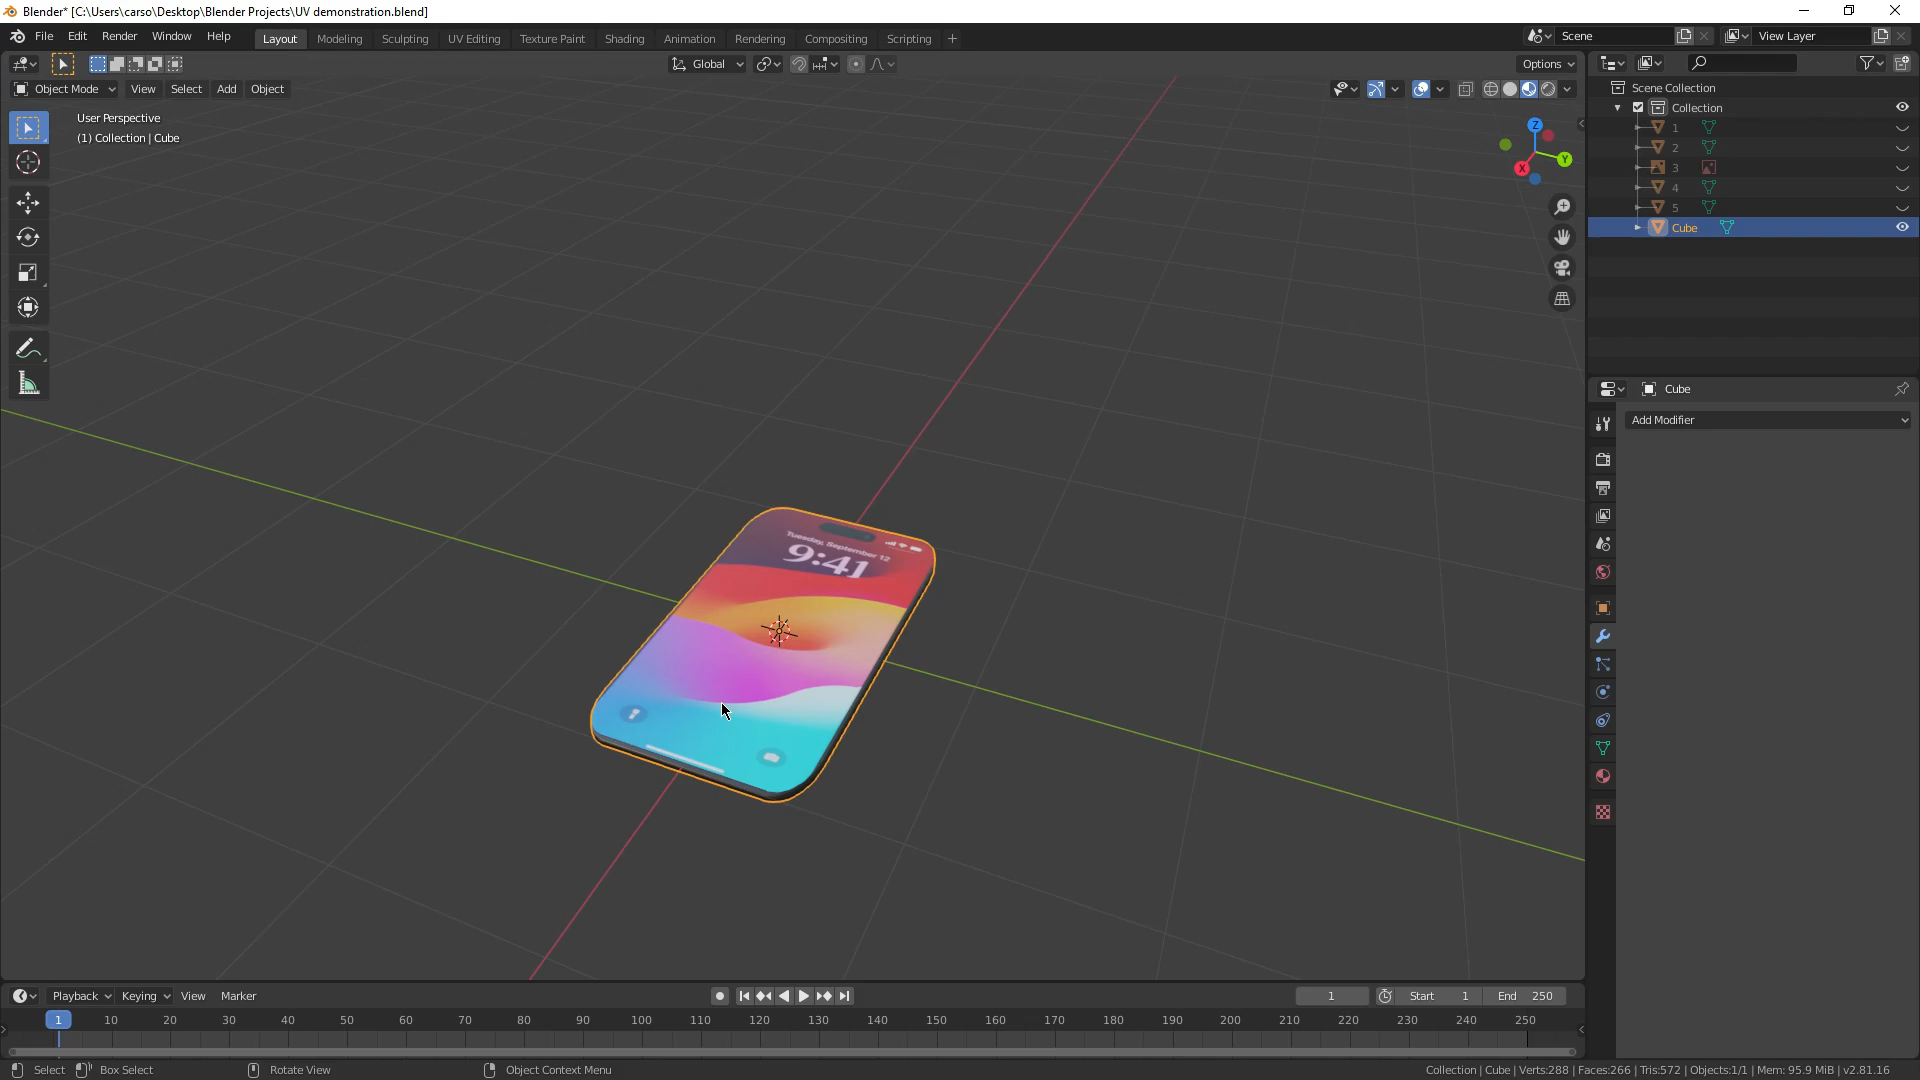 Blender* [C:\Users\carso\Desktop\Blender Projects\UV demonstration.blend]
File Edit Render Window Help Layout Modeling Sculpting UV Editing Texture Paint Shading Animation Rendering Compositing Scripting Scene View Layer
Global Options
Object Mode View Select Add Object
User Perspective
(1) Collection | Cube
Z
Y
X
Scene Collection
Collection
1
2
3
4
5
Cube
Cube
Add Modifier
Tuesday, September 12
9:41
Playback Keying View Marker 1 Start 1 End 250
1 10 20 30 40 50 60 70 80 90 100 110 120 130 140 150 160 170 180 190 200 210 220 230 240 250
Select Box Select Rotate View Object Context Menu Collection | Cube | Verts:288 | Faces:266 | Tris:572 | Objects:1/1 | Mem: 95.9 MiB | v2.81.16